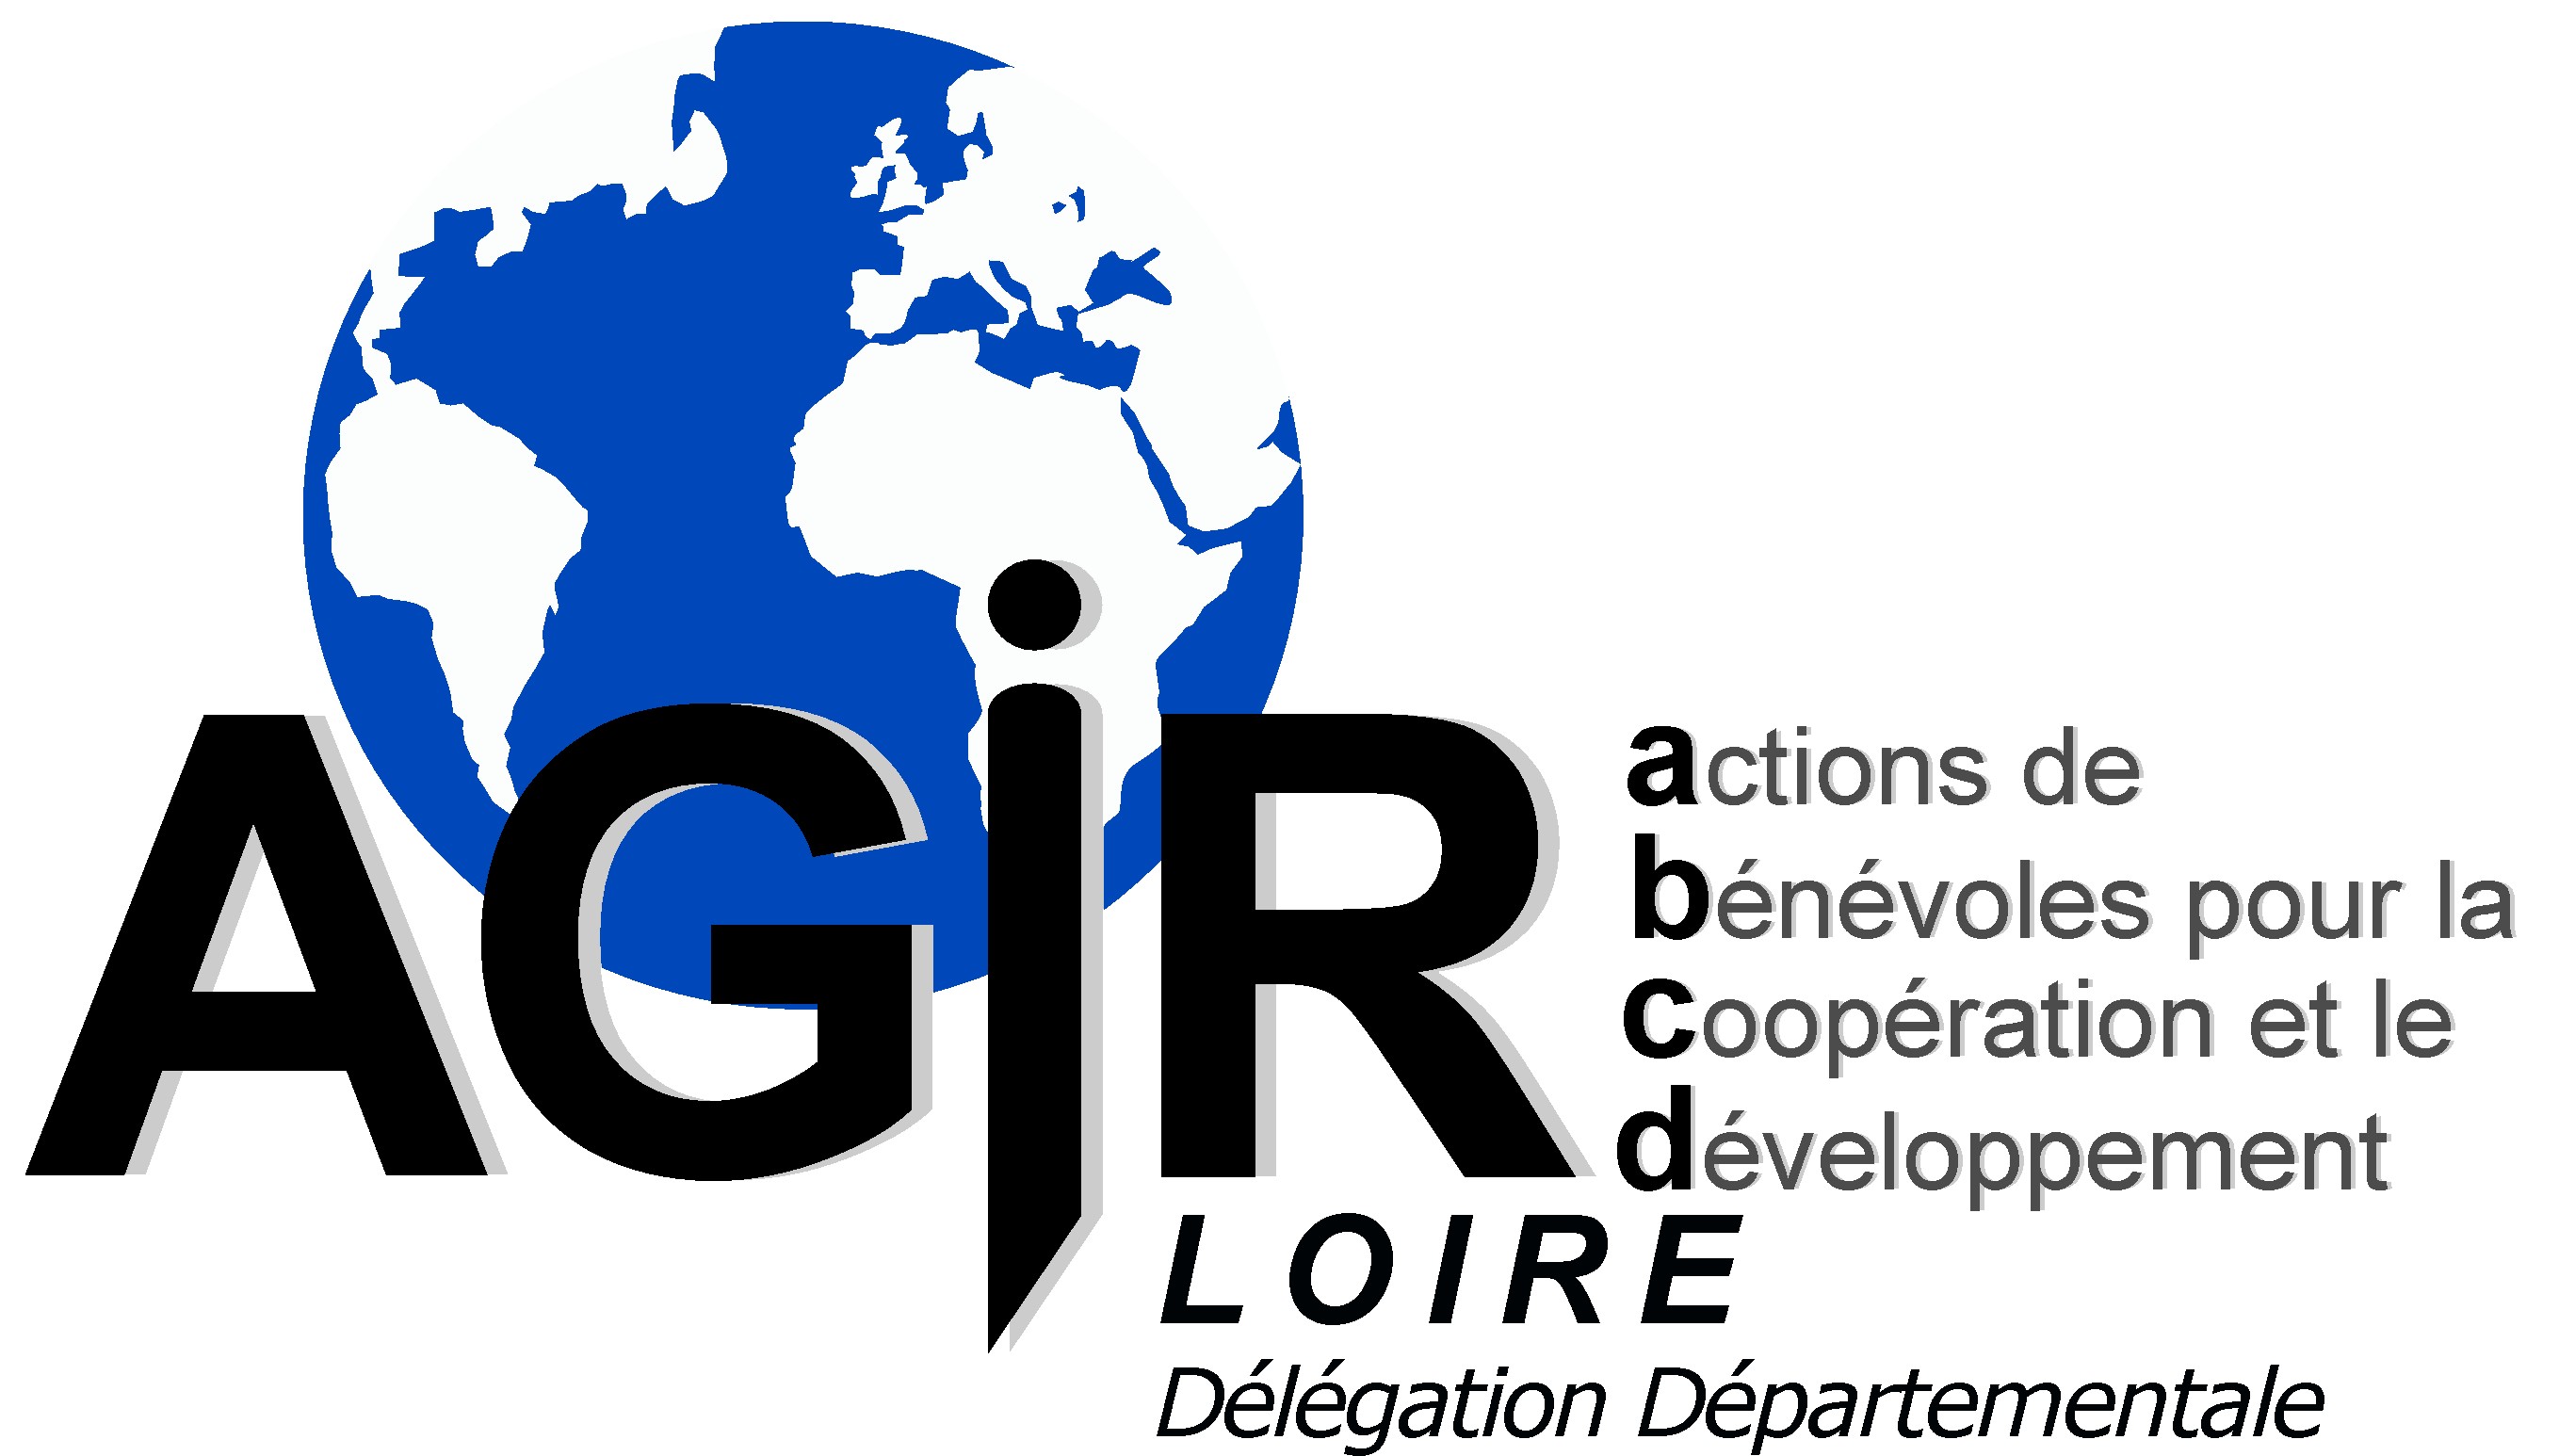 AGiR
actions de
bénévoles pour la
coopération et le
développement
LOIRE
Délégation Départementale